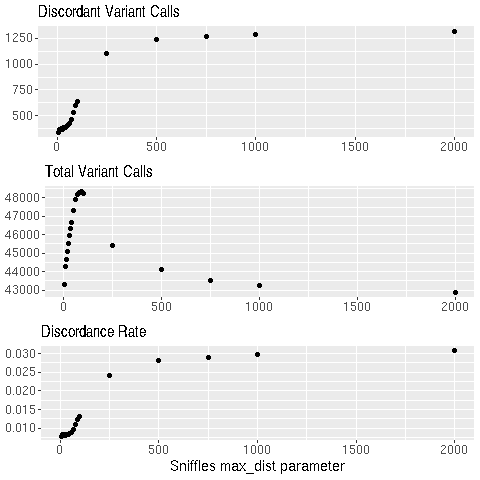 Discordant Variant Calls
1250
1000
750
500
0 500 1000 1500 2000
Total Variant Calls
48000
47000
46000
45000
44000
43000
0 500 1000 1500 2000
Discordance Rate
0.030
0.025
0.020
0.015
0.010
0 500 1000 1500 2000
Sniffles max_dist parameter